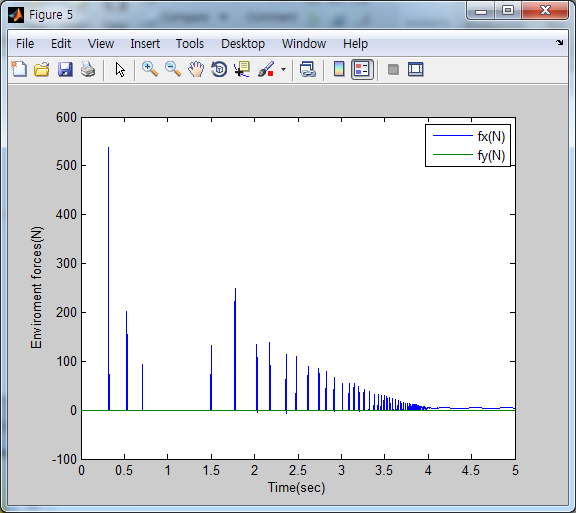 Compare
Comment
Figure 5
File Edit View Insert Tools Desktop Window Help
600
500
400
300
200
100
0
-100
Enviroment forces(N)
fx(N)
fy(N)
0 0.5 1 1.5 2 2.5 3 3.5 4 4.5 5
Time(sec)